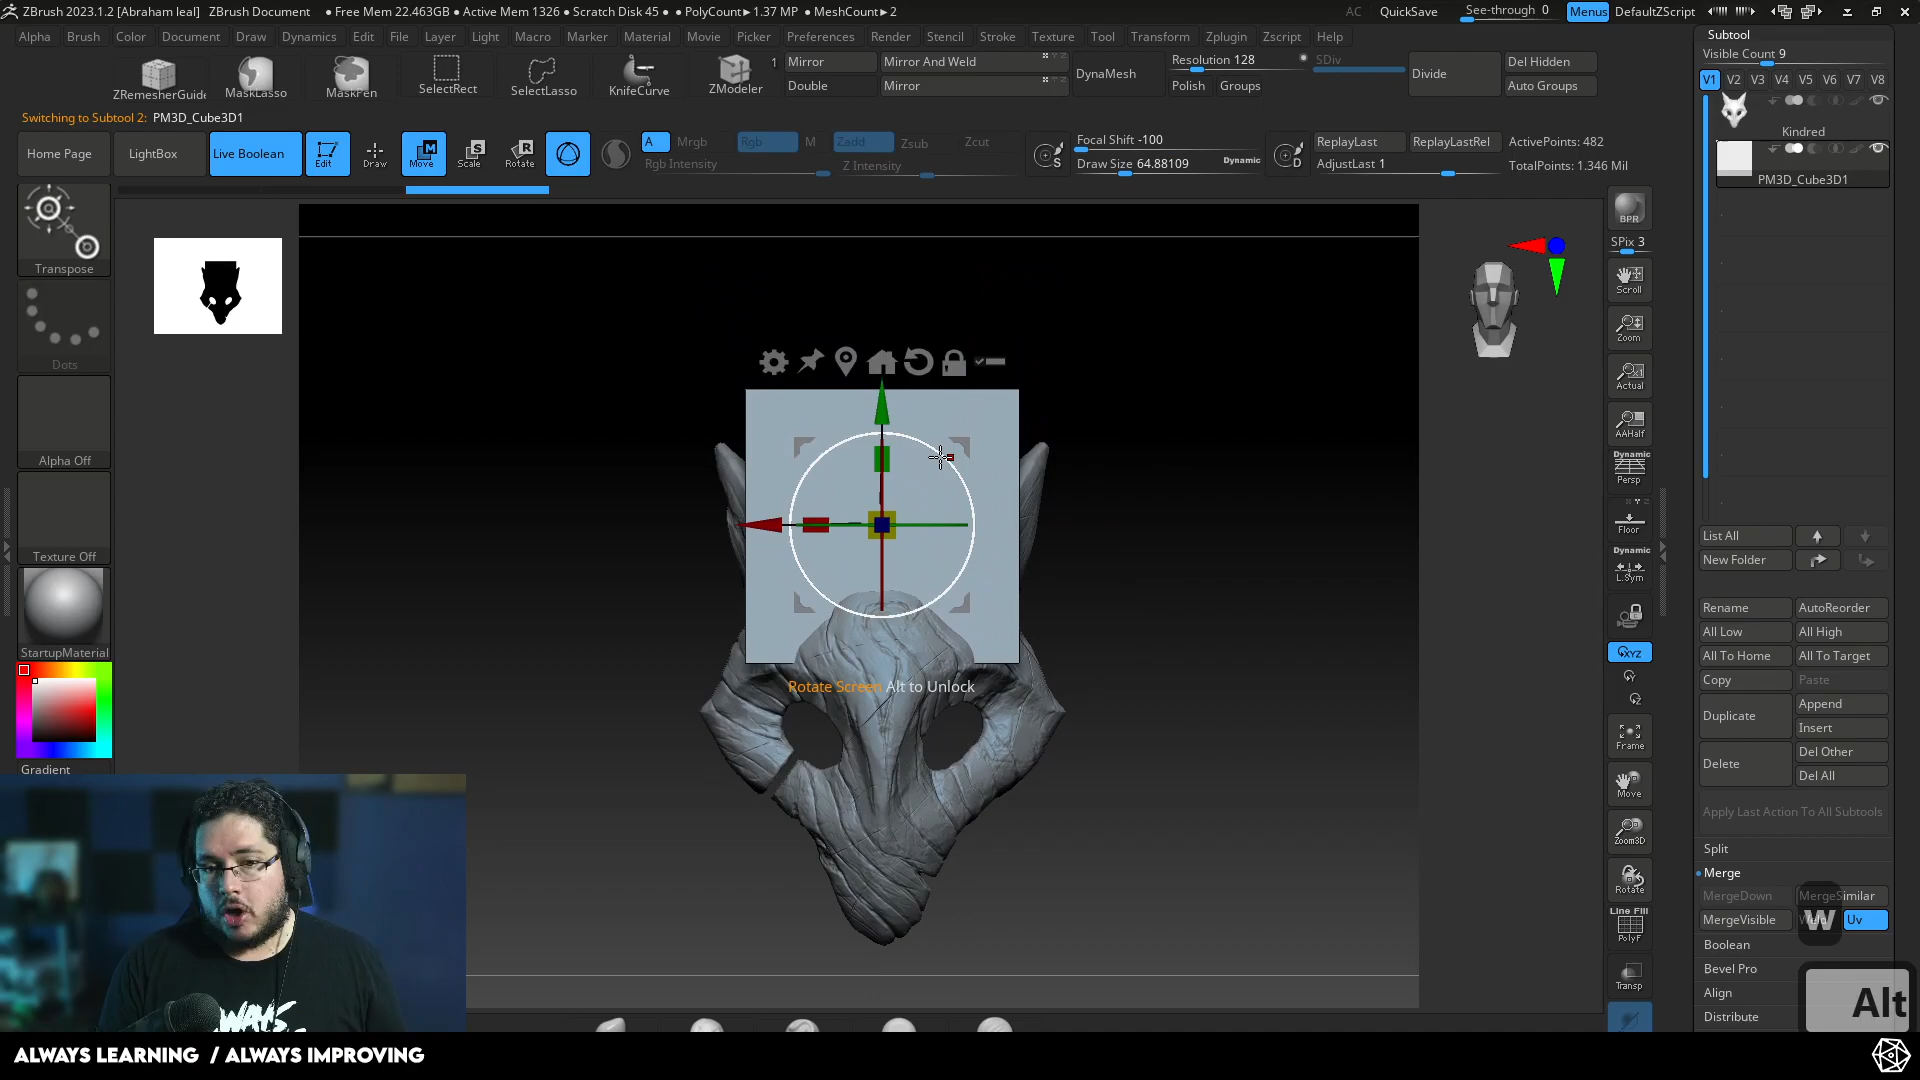 ZBrush 2023.1.2 [Abraham leal] ZBrush Document ● Free Mem 22.463GB ● Active Mem 1326 ● Scratch Disk 45 ● ● PolyCount► 1.37 MP ● MeshCount► 2 AC QuickSave See-through 0 Menus DefaultZScript
Alpha Brush Color Document Draw Dynamics Edit File Layer Light Macro Marker Material Movie Picker Preferences Render Stencil Stroke Texture Tool Transform Zplugin Zscript Help
Subtool
Visible Count 9
V1 V2 V3 V4 V5 V6 V7 V8
ZRemesherGuide MaskLasso MaskPen SelectRect SelectLasso KnifeCurve ZModeler 1
Mirror Mirror And Weld
Double Mirror
DynaMesh
Resolution 128
Polish Groups
SDiv
Divide
Del Hidden
Auto Groups
Switching to Subtool 2: PM3D_Cube3D1
Home Page LightBox Live Boolean Edit Draw Move Scale Rotate
A Mrgb Rgb M Zadd Zsub Zcut
Rgb Intensity Z Intensity
S
Focal Shift -100
Draw Size 64.88109 Dynamic
D
ReplayLast ReplayLastRel
AdjustLast 1
ActivePoints: 482
TotalPoints: 1.346 Mil
Kindred
PM3D_Cube3D1
Transpose
Dots
Alpha Off
Texture Off
StartupMaterial
Gradient
Rotate Screen Alt to Unlock
BPR
SPix 3
Scroll
Zoom
Actual
AAHalf
Dynamic
Persp
Floor
Dynamic
L.Sym
XYZ
Frame
Move
Zoom3D
Rotate
Line Fill
PolyF
Transp
List All
New Folder
Rename AutoReorder
All Low All High
All To Home All To Target
Copy Paste
Duplicate Append
Insert
Delete Del Other
Del All
Apply Last Action To All Subtools
Split
Merge
MergeDown MergeSimilar
MergeVisible Uv
W
Boolean
Bevel Pro
Align
Distribute
Alt
ALWAYS LEARNING / ALWAYS IMPROVING